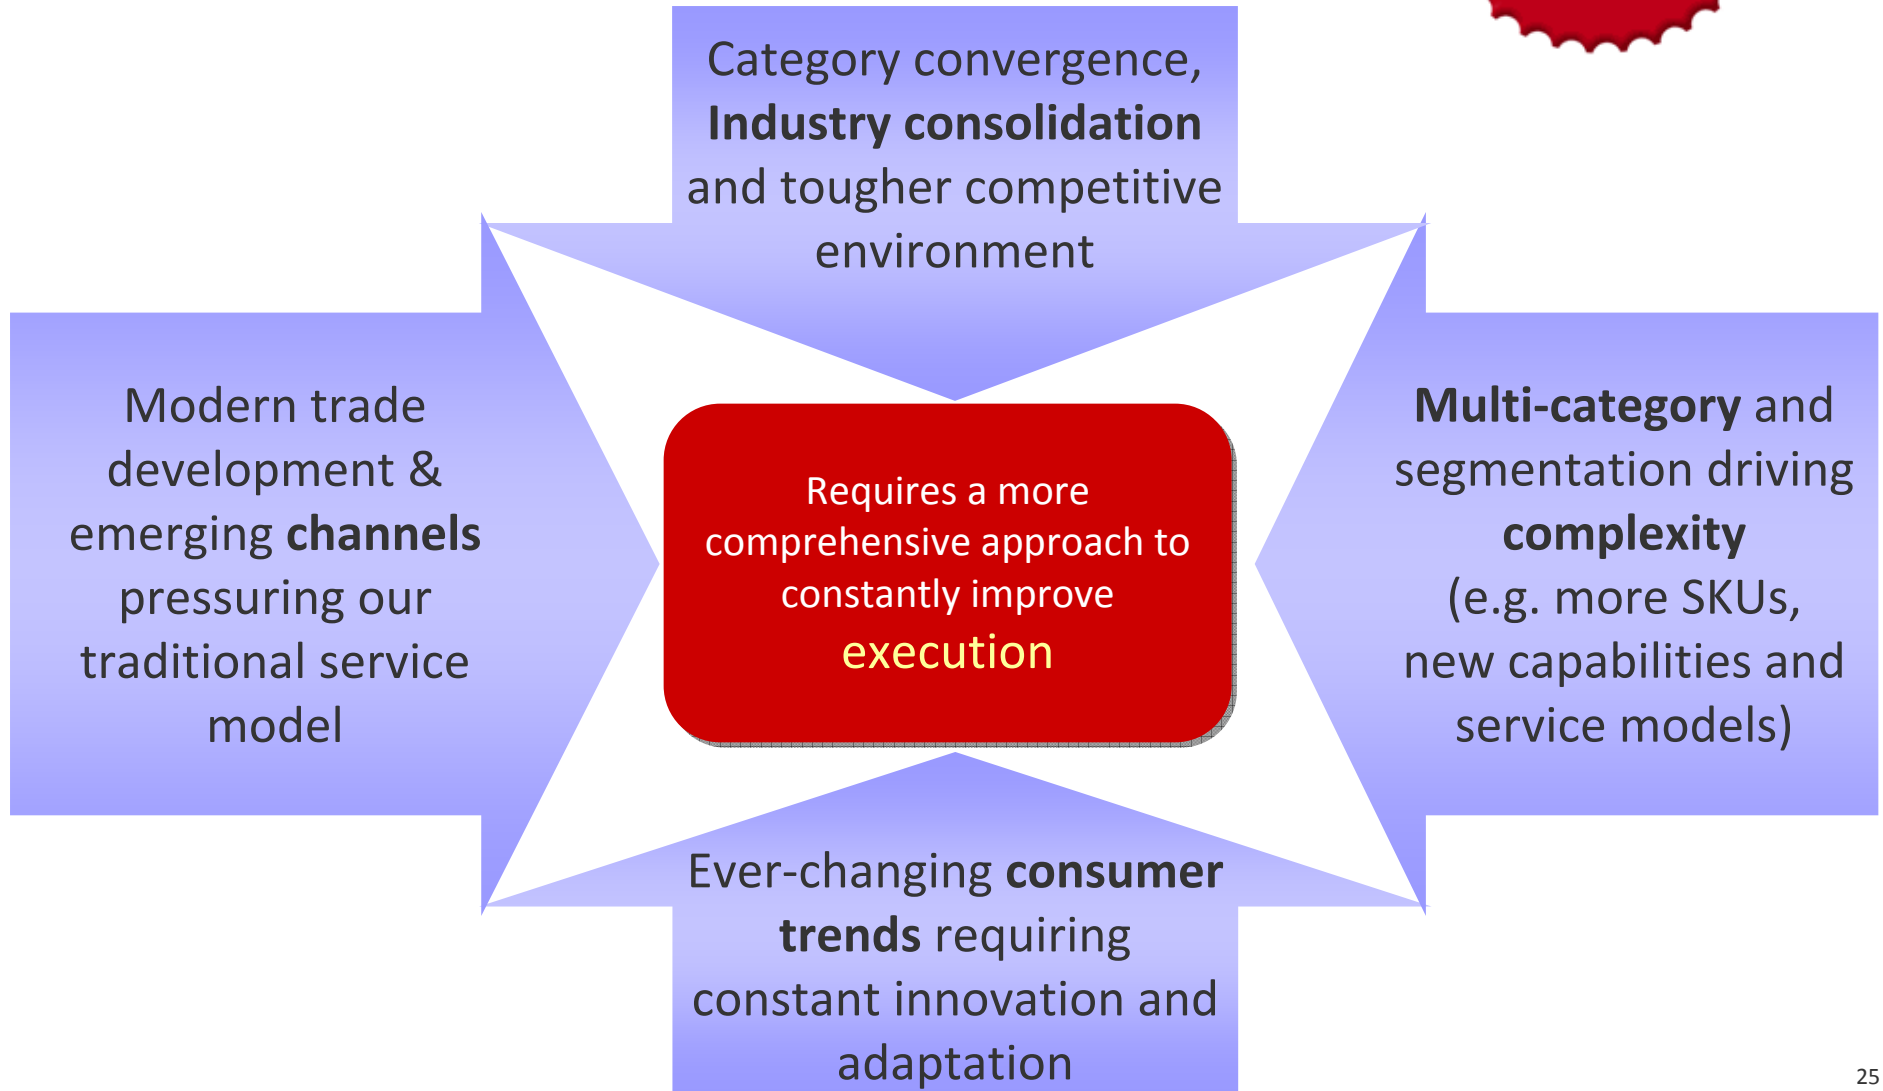 Category convergence,
Industry consolidation
and tougher competitive
environment
Modern trade
development &
emerging channels
pressuring our
traditional service
model
Requires a more
comprehensive approach to
constantly improve
execution
Multi-category and
segmentation driving
complexity
(e.g. more SKUs,
new capabilities and
service models)
Ever-changing consumer
trends requiring
constant innovation and
adaptation
25